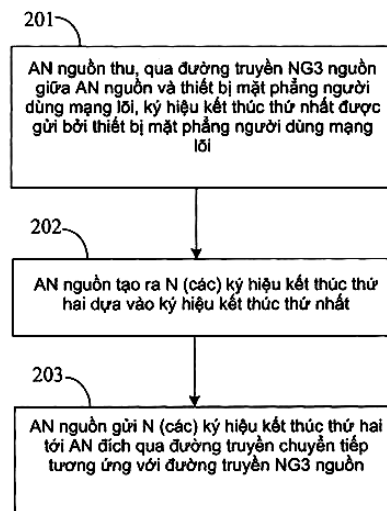 201
AN nguồn thu, qua đường truyền NG3 nguồn
giữa AN nguồn và thiết bị mặt phẳng người
dùng mạng lõi, ký hiệu kết thúc thứ nhất được
gửi bởi thiết bị mặt phẳng người dùng mạng
lõi
202
AN nguồn tạo ra N (các) ký hiệu kết thúc thứ
hai dựa vào ký hiệu kết thúc thứ nhất
203
AN nguồn gửi N (các) ký hiệu kết thúc thứ hai
tới AN đích qua đường truyền chuyển tiếp
tương ứng với đường truyền NG3 nguồn